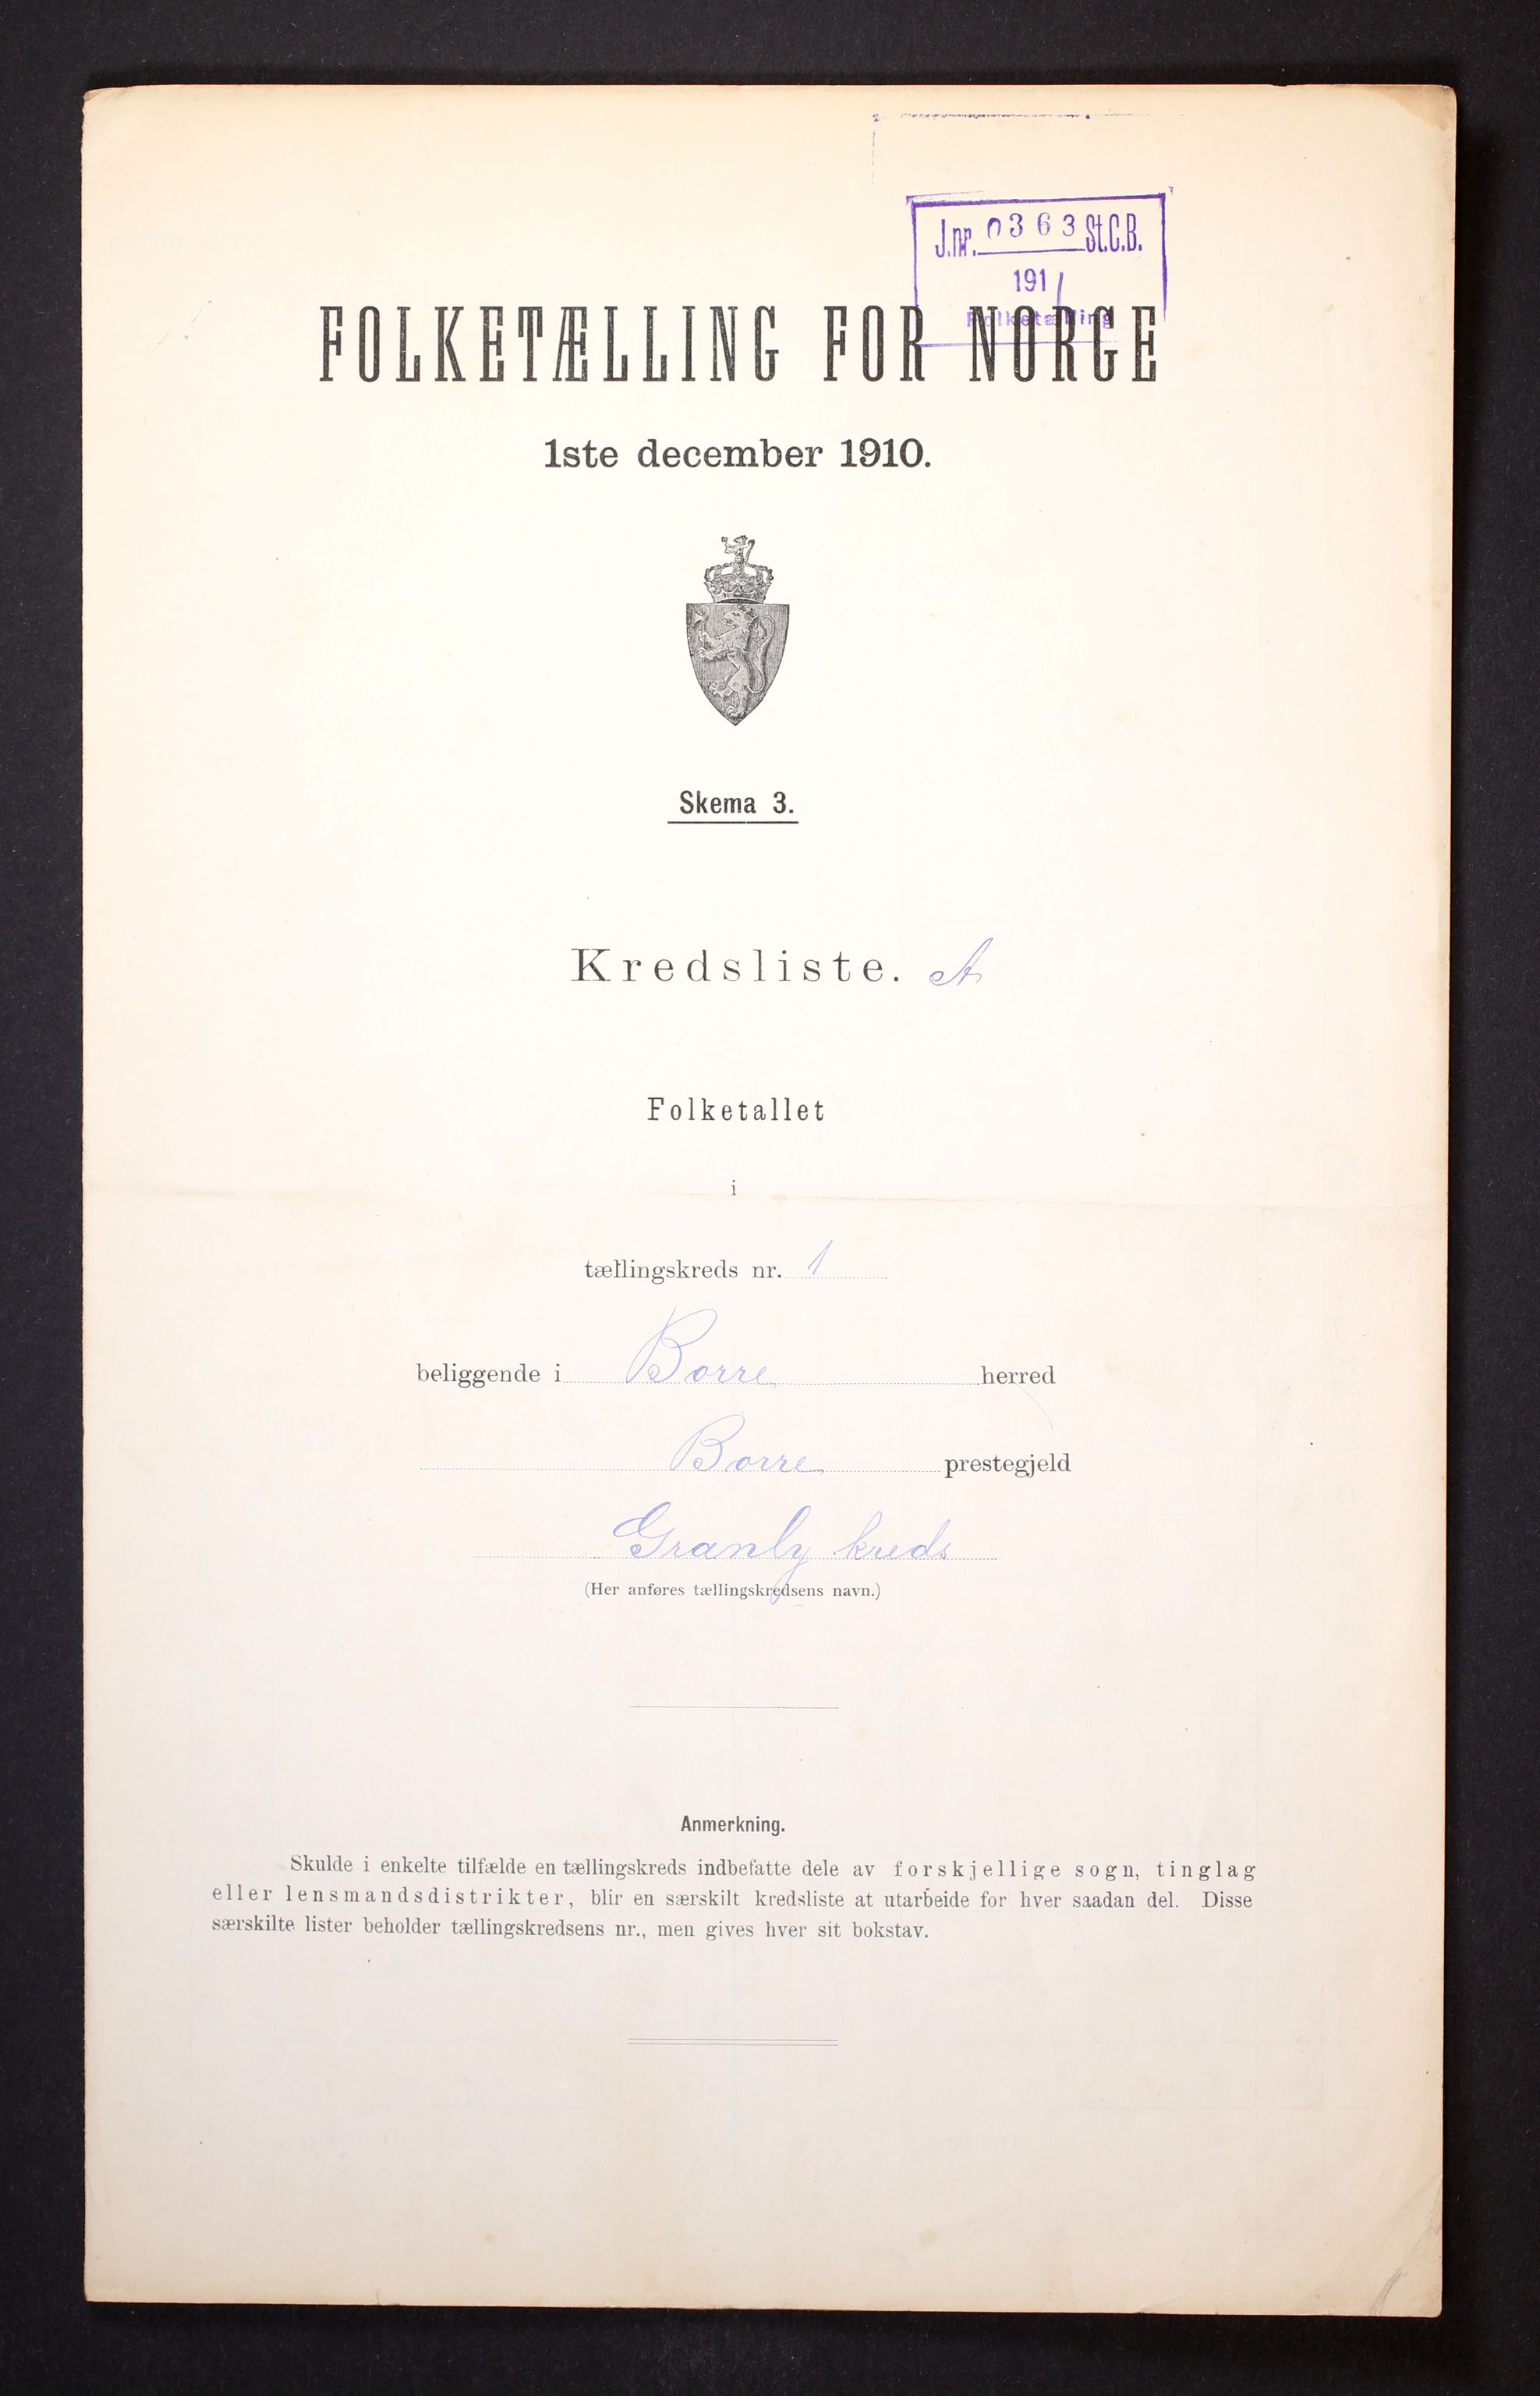 J.nr. 0363 St.C.B.
1911
Folketælling
FOLKETÆLLING FOR NORGE
1ste december 1910.
Skema 3.
Kredsliste. A
Folketallet
i
tællingskreds nr. 1
beliggende i Borre herred
Borre prestegjeld
Granly kreds
(Her anføres tællingskredsens navn.)
Anmerkning.
Skulde i enkelte tilfælde en tællingskreds indbefatte dele av forskjellige sogn, tinglag
eller lensmandsdistrikter, blir en særskilt kredsliste at utarbeide for hver saadan del. Disse
særskilte lister beholder tællingskredsens nr., men gives hver sit bokstav.